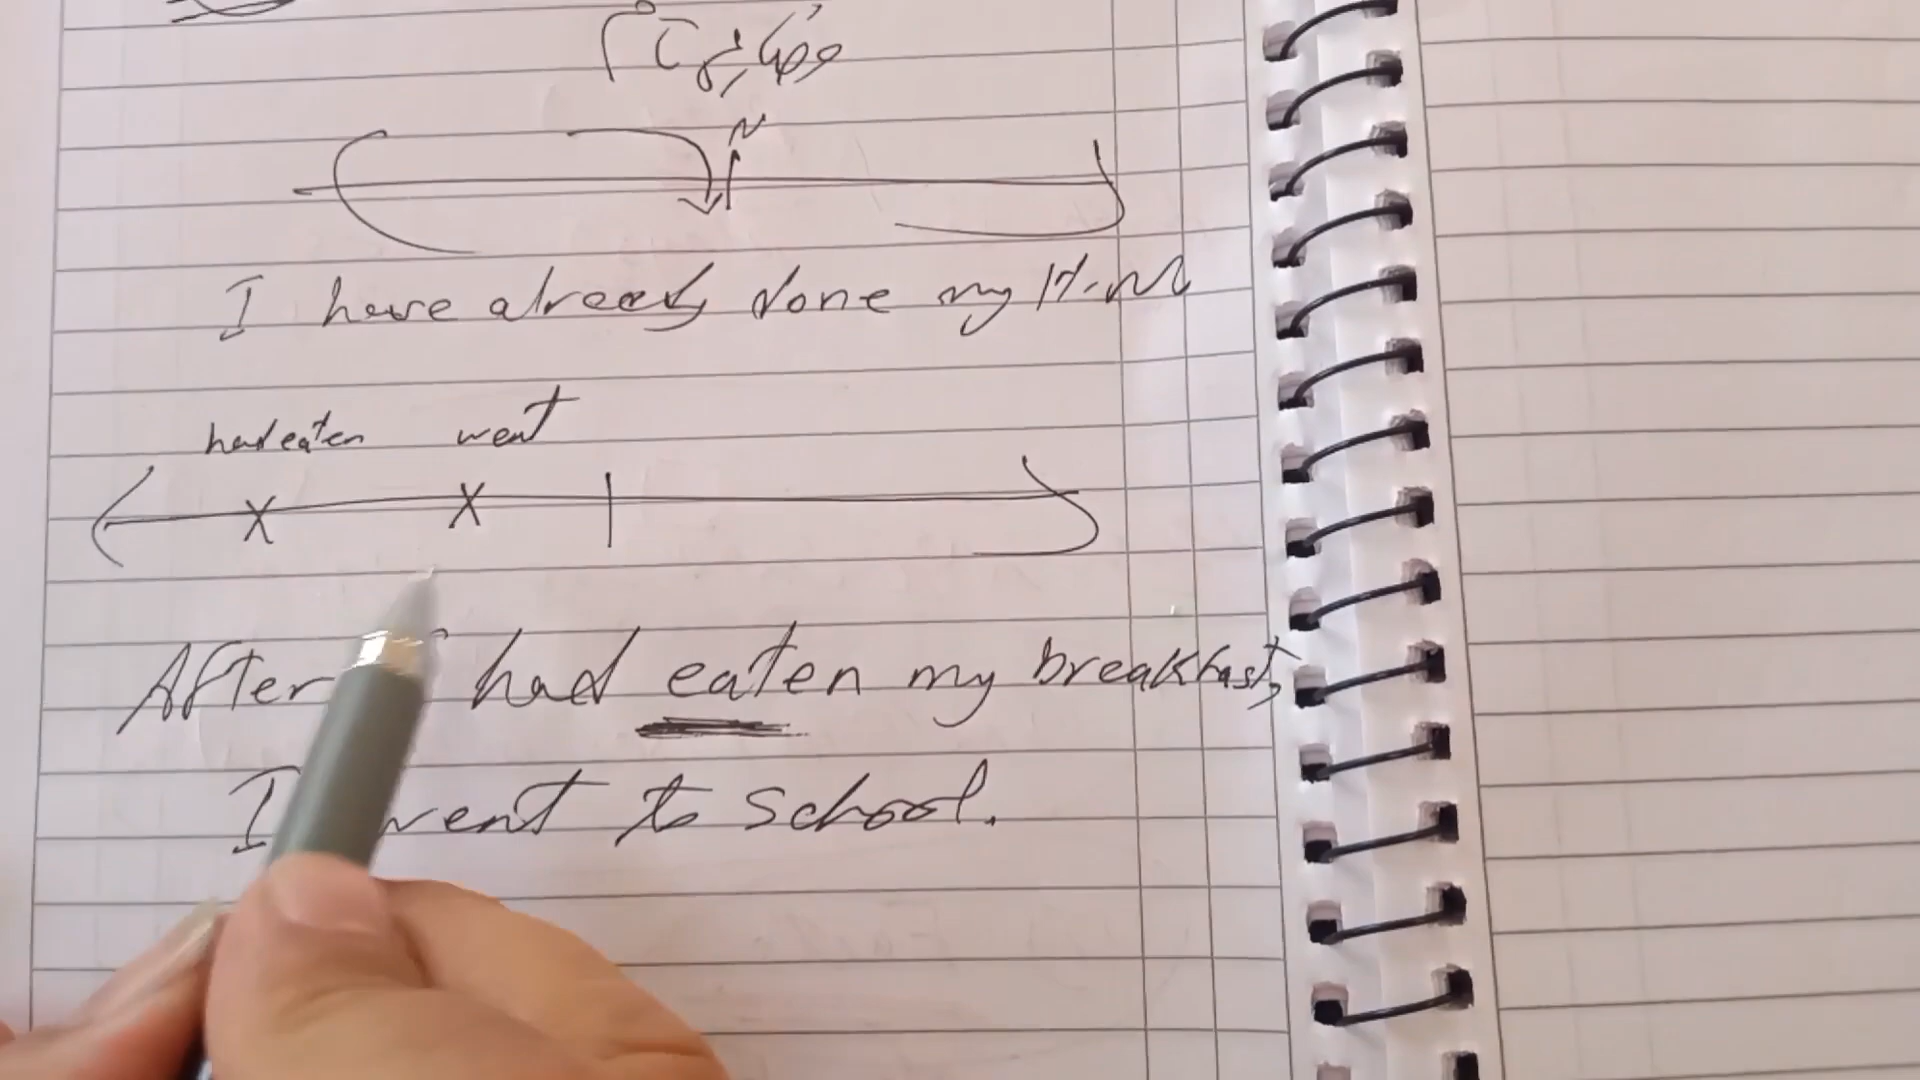 N
I have already done my H.W
had eaten went
After I had eaten my breakfast,
I went to school.